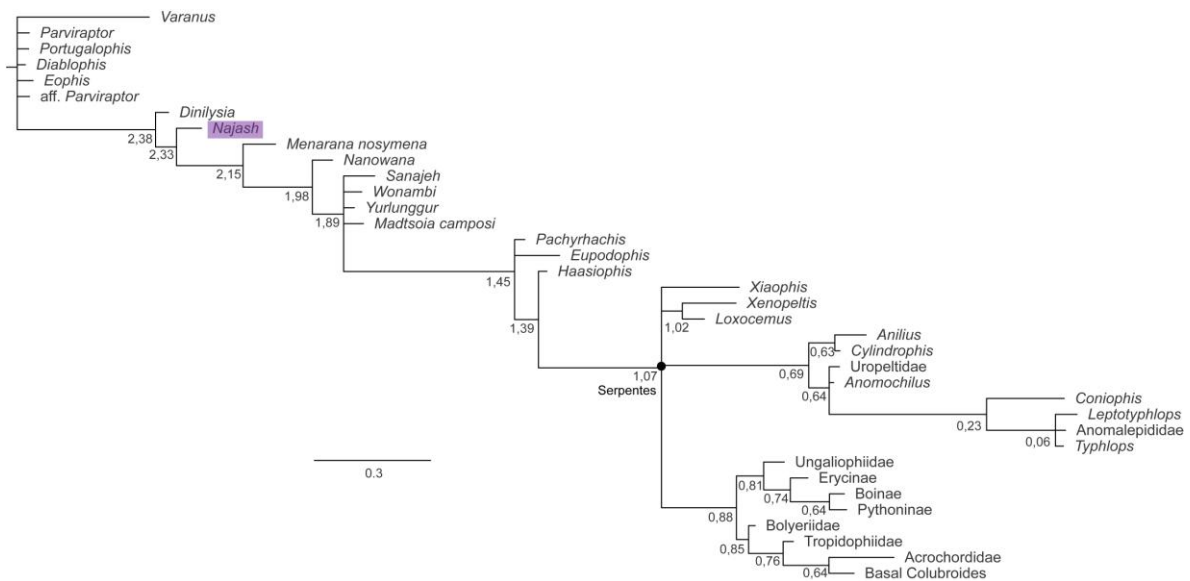 Varanus
Parviraptor
Portugalophis
Diablophis
Eophis
aff. Parviraptor
Dinilysia
2,38
Najash
2,33
Menarana nosymena
2,15
Nanowana
1,98
Sanajeh
Wonambi
Yurlunggur
1,89
Madtsoia camposi
Pachyrhachis
Eupodophis
1,45
Haasiophis
1,39
Xiaophis
Xenopeltis
1,02
Loxocemus
1,07
Serpentes
Anilius
0,63
Cylindrophis
0,69
Uropeltidae
Anomochilus
0,64
Coniophis
0,23
Leptotyphlops
Anomalepididae
0,06
Typhlops
0.3
Ungaliophiidae
0,81
Erycinae
0,74
Boinae
0,64
Pythoninae
0,88
Bolyeriidae
0,85
Tropidophiidae
0,76
Acrochordidae
0,64
Basal Colubroides